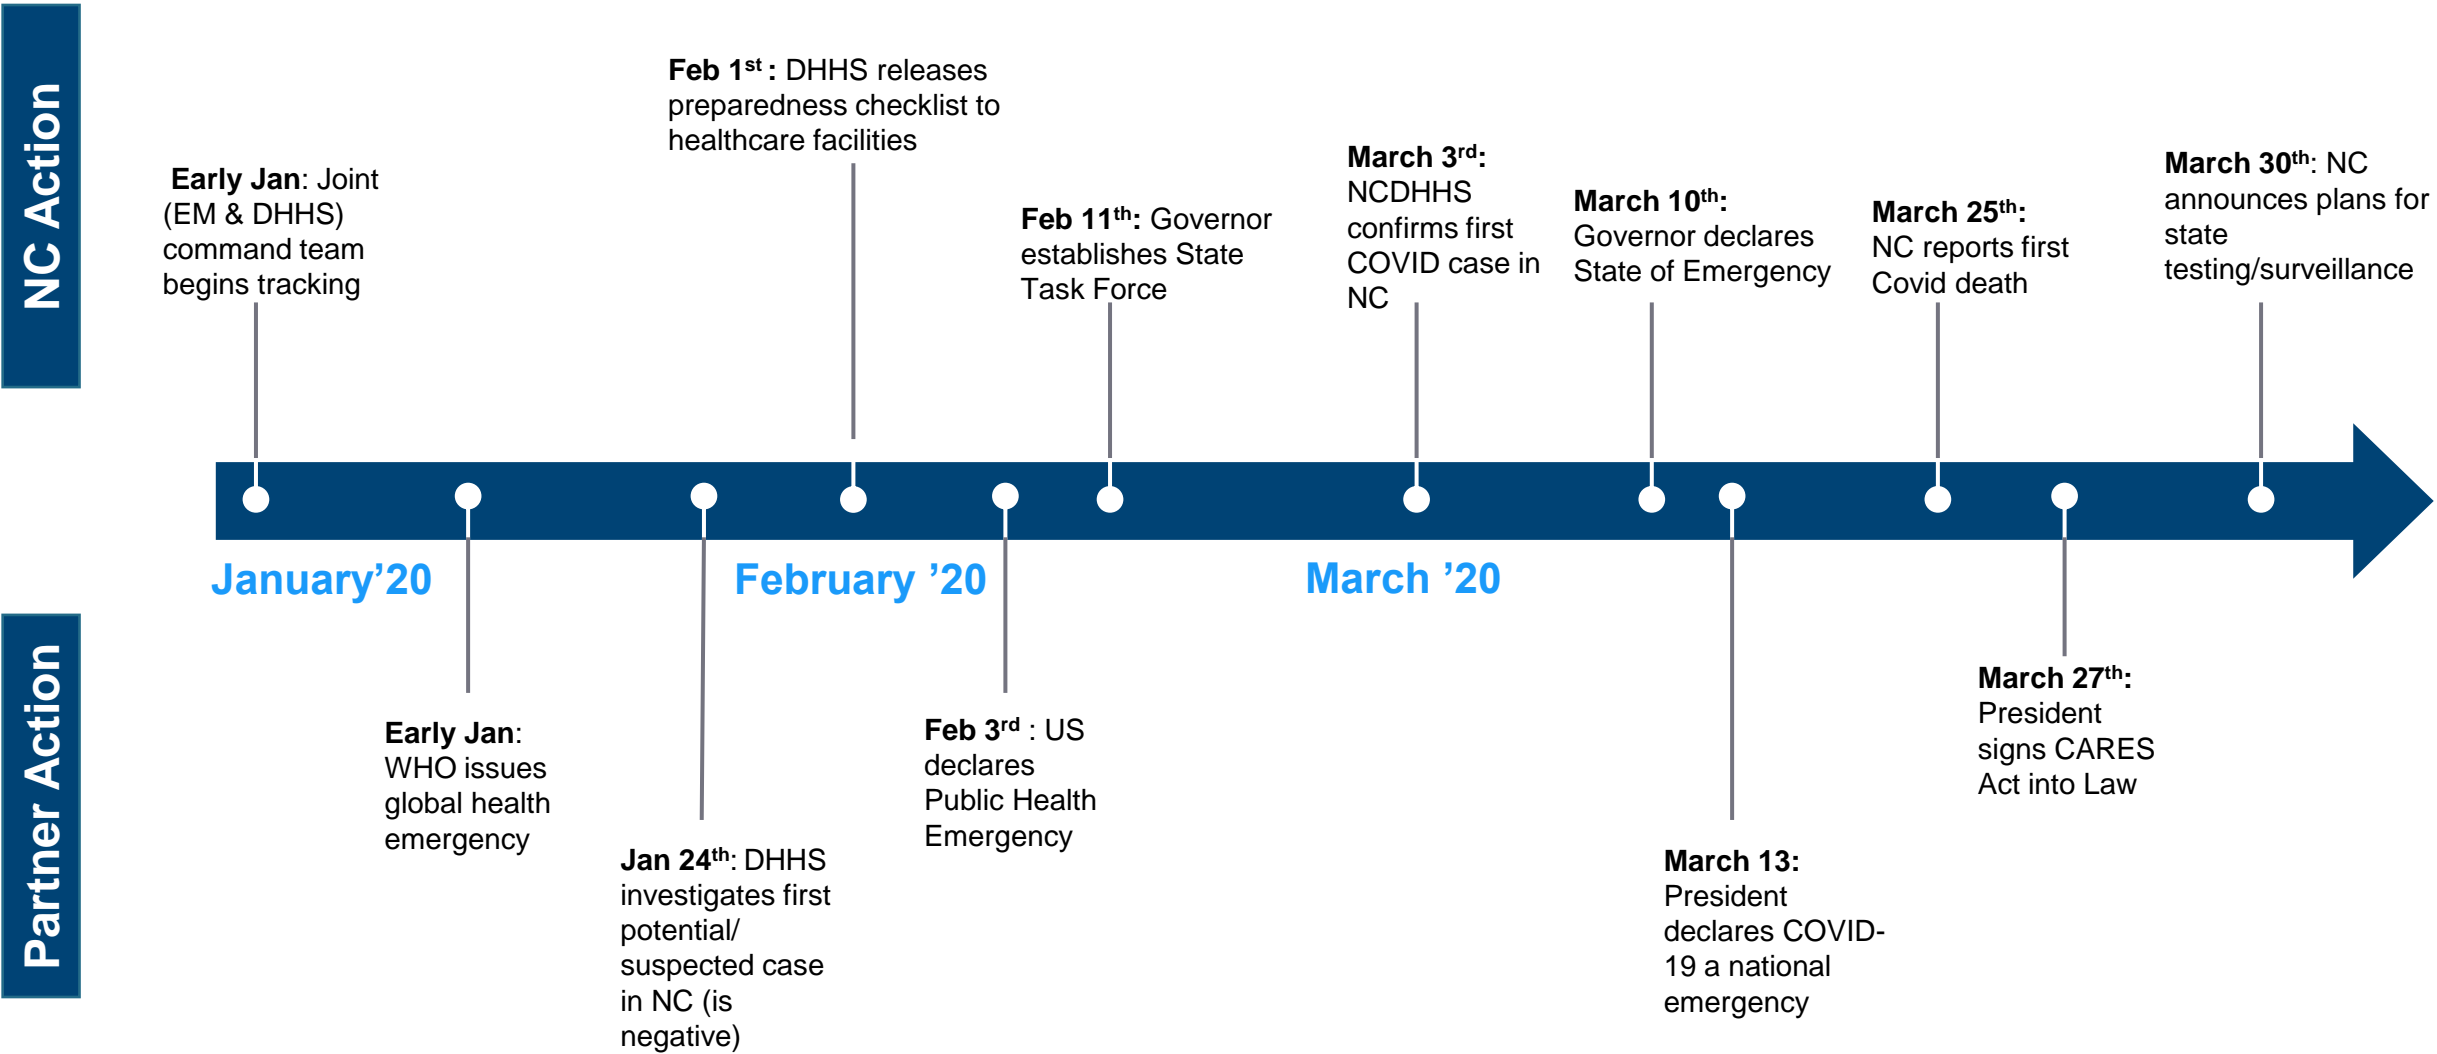 NC Action
Early Jan: Joint
(EM & DHHS)
command team
begins tracking
Feb 1st : DHHS releases
preparedness checklist to
healthcare facilities
Feb 11th: Governor
establishes State
Task Force
March 3rd:
NCDHHS
confirms first
COVID case in
NC
March 10th:
Governor declares
State of Emergency
March 25th:
NC reports first
Covid death
March 30th: NC
announces plans for
state
testing/surveillance
January’20
February ’20
March ’20
Partner Action
Early Jan:
WHO issues
global health
emergency
Jan 24th: DHHS
investigates first
potential/
suspected case
in NC (is
negative)
Feb 3rd : US
declares
Public Health
Emergency
March 13:
President
declares COVID-
19 a national
emergency
March 27th:
President
signs CARES
Act into Law